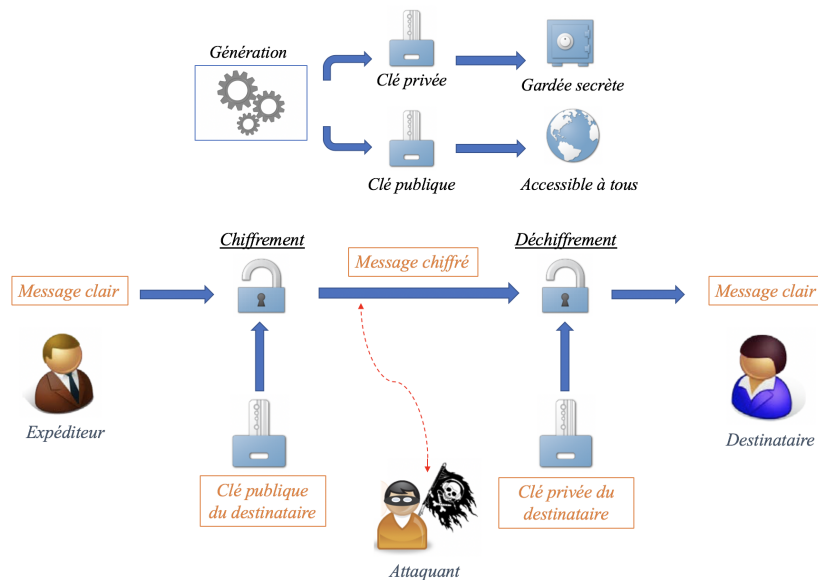 Génération
Clé privée
Gardée secrète
Clé publique
Accessible à tous
Chiffrement
Déchiffrement
Message clair
Message chiffré
Message clair
Expéditeur
Destinataire
Clé publique
du destinataire
Clé privée du
destinataire
Attaquant